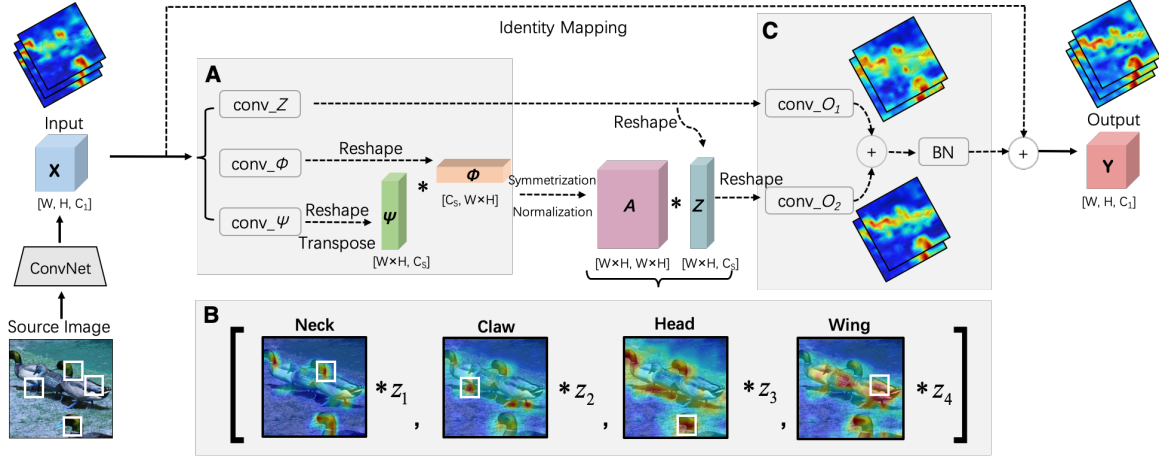 Identity Mapping
Input
X
[W, H, C₁]
ConvNet
Source Image
A
conv_Z
conv_Φ
conv_Ψ
Reshape
Reshape
Transpose
Ψ
[W×H, Cₛ]
*
Φ
[Cₛ, W×H]
Symmetrization
Normalization
A
[W×H, W×H]
*
Reshape
Z
[W×H, Cₛ]
Reshape
C
conv_O₁
conv_O₂
+
BN
+
Output
Y
[W, H, C₁]
B
Neck
Claw
Head
Wing
[ *z₁ , *z₂ , *z₃ , *z₄ ]